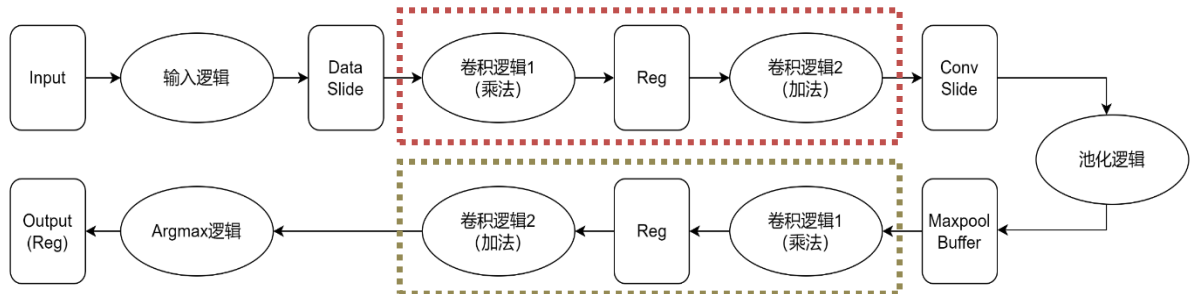 Input
输入逻辑
Data
Slide
卷积逻辑1
(乘法)
Reg
卷积逻辑2
(加法)
Conv
Slide
池化逻辑
Output
(Reg)
Argmax逻辑
卷积逻辑2
(加法)
Reg
卷积逻辑1
(乘法)
Maxpool
Buffer